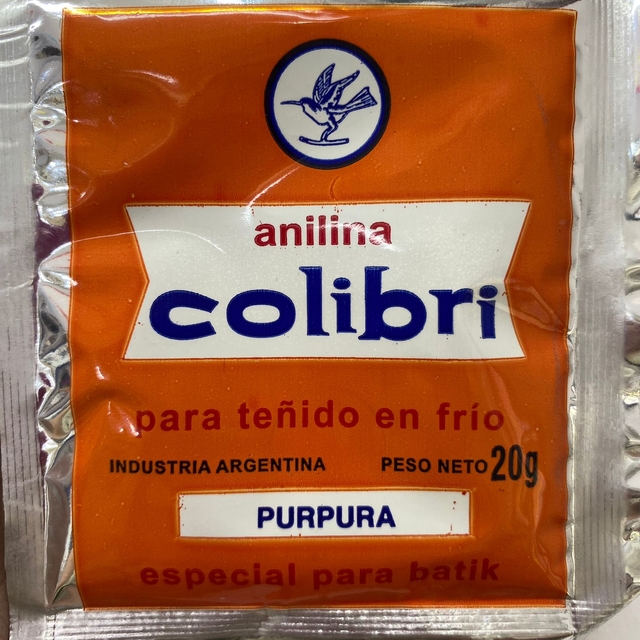 anilina
colibri
para teñido en frío
INDUSTRIA ARGENTINA PESO NETO 20g
PURPURA
especial para batik